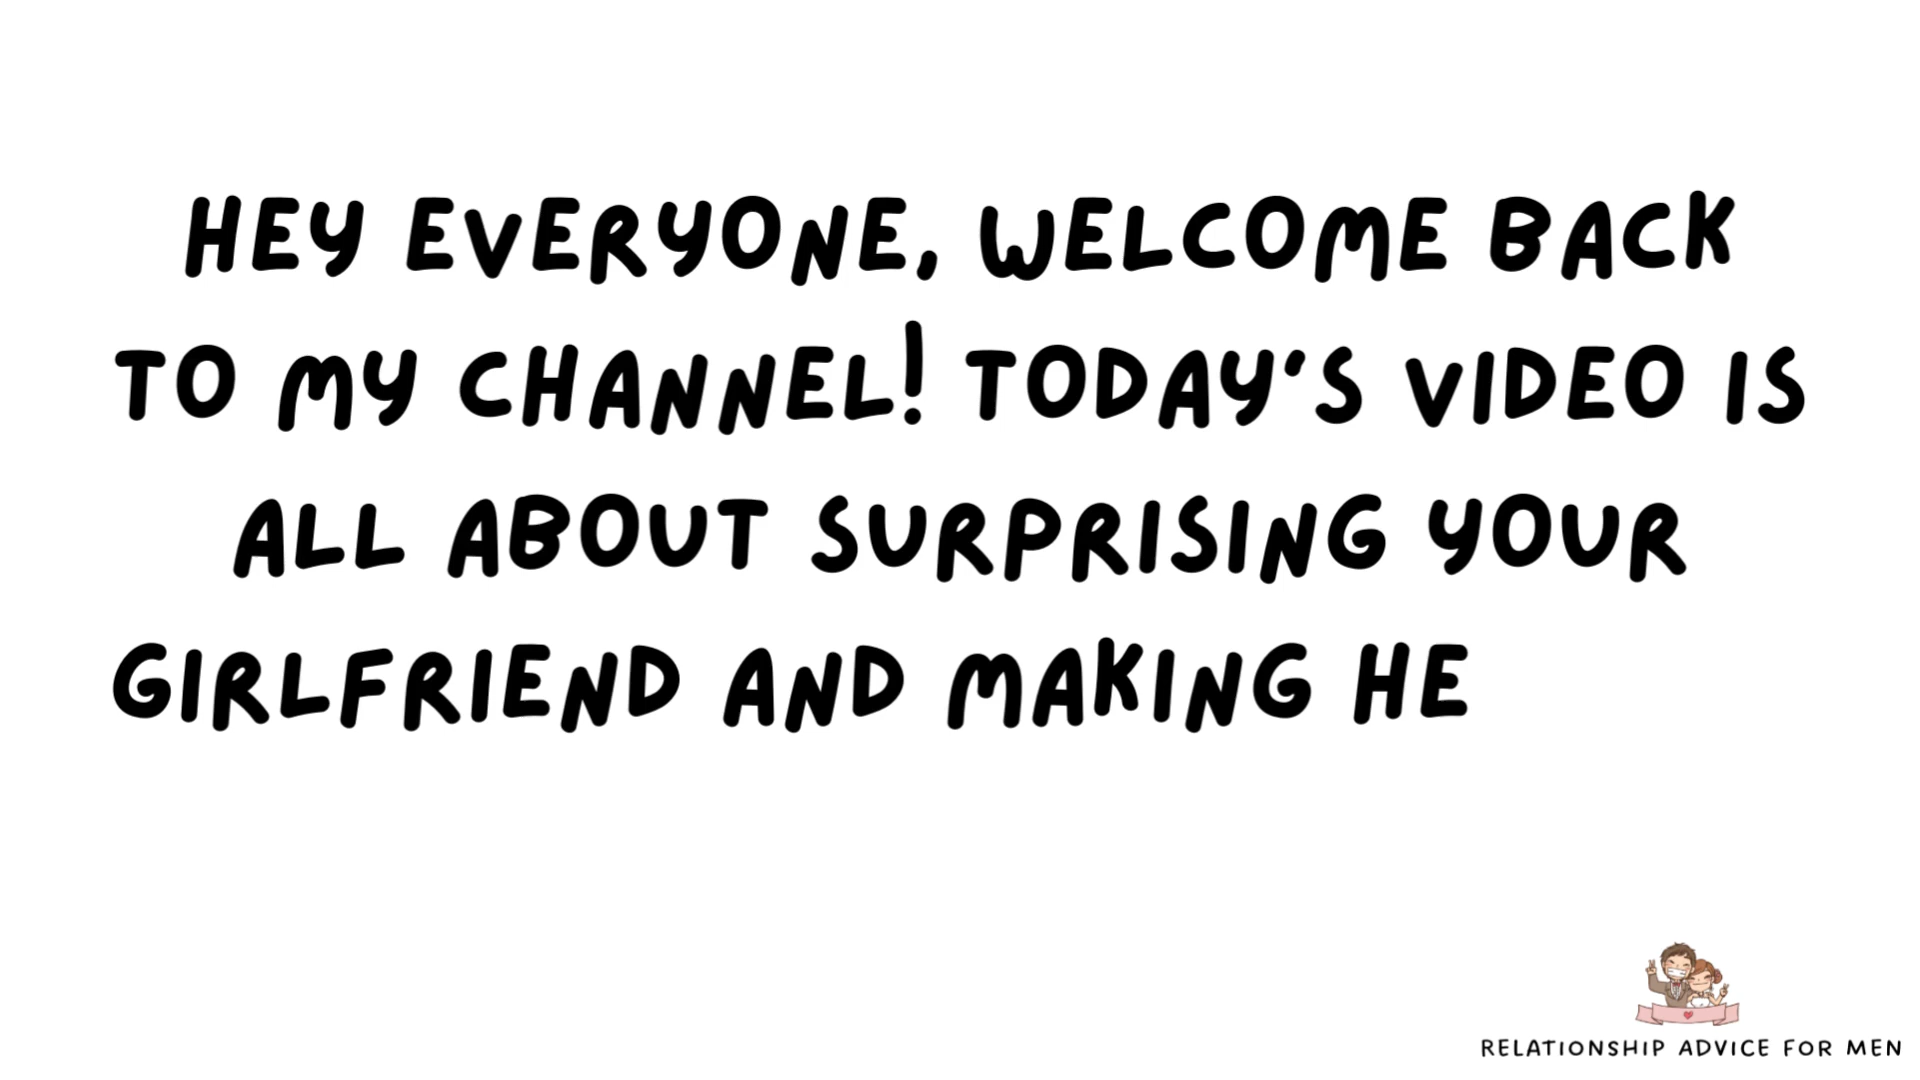 HEY EVERYONE, WELCOME BACK
TO MY CHANNEL! TODAY'S VIDEO IS
ALL ABOUT SURPRISING YOUR
GIRLFRIEND AND MAKING HE
RELATIONSHIP ADVICE FOR MEN